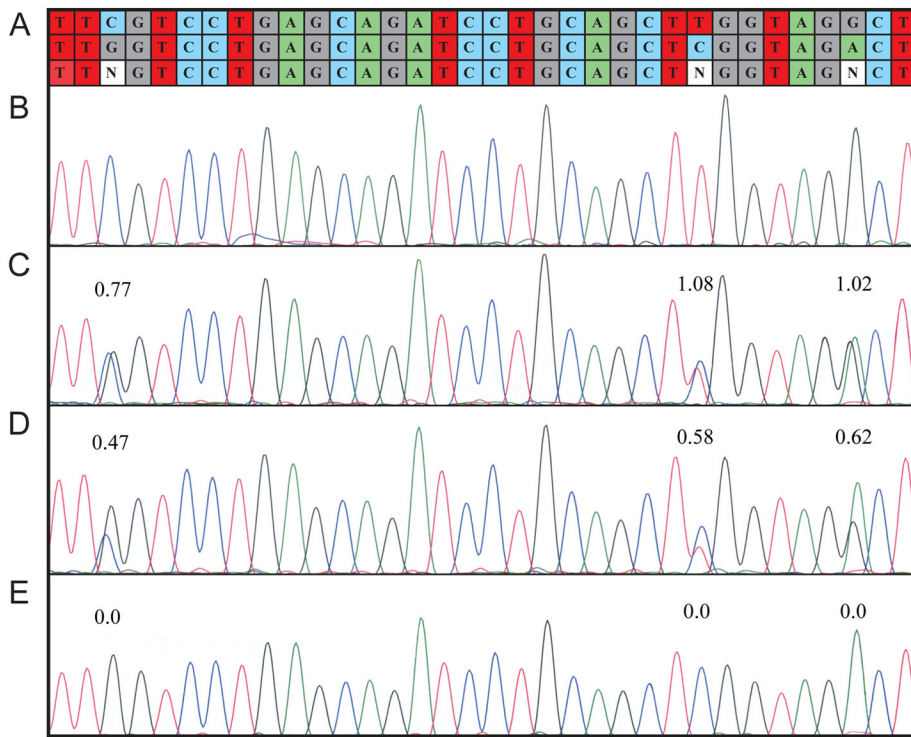 A
T T C G T C C T G A G C A G A T C C T G C A G C T T G G T A G G C T
T T G G T C C T G A G C A G A T C C T G C A G C T C G G T A G A C T
T T N G T C C T G A G C A G A T C C T G C A G C T N G G T A G N C T
B
C
0.77 1.08 1.02
D
0.47 0.58 0.62
E
0.0 0.0 0.0